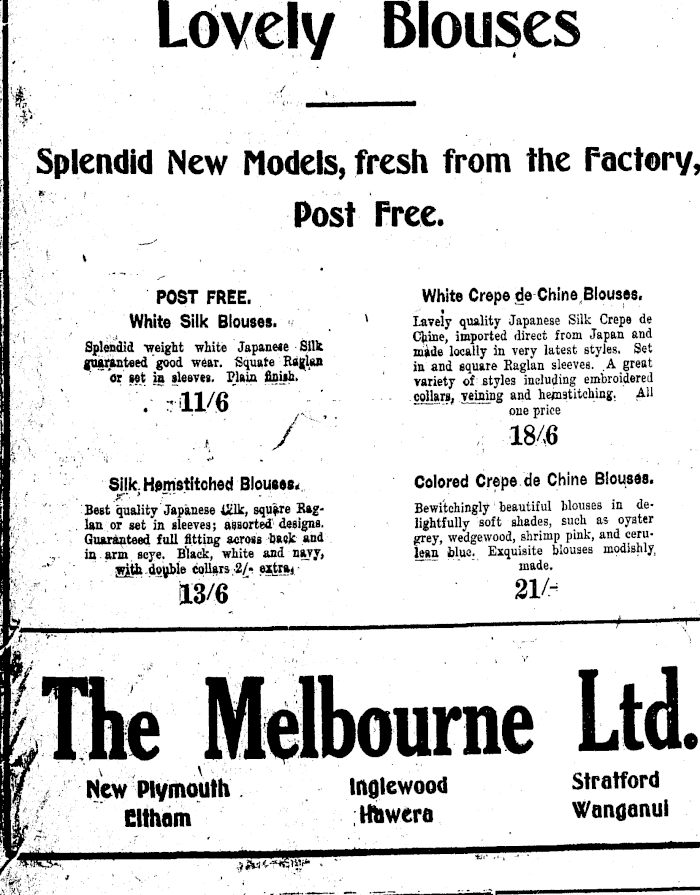 Lovely Blouses
Splendid New Models, fresh from the Factory,
Post Free.
POST FREE.
White Silk Blouses.
Splendid weight white Japanese Silk
guaranteed good wear. Square Raglan
or set in sleeves. Plain finish.
11/6
Silk Hemstitched Blouses.
Best quality Japanese Silk, square Rag-
lan or set in sleeves; assorted designs.
Guaranteed full fitting across back and
in arm scye. Black, white and navy,
with double collars 2/- extra.
13/6
White Crepe de Chine Blouses.
Lavely quality Japanese Silk Crepe de
Chine, imported direct from Japan and
made locally in very latest styles. Set
in and square Raglan sleeves. A great
variety of styles including embroidered
collars, veining and hemstitching. All
one price
18/6
Colored Crepe de Chine Blouses.
Bewitchingly beautiful blouses in de-
lightfully soft shades, such as oyster
grey, wedgewood, shrimp pink, and ceru-
lean blue. Exquisite blouses modishly
made.
21/-
The Melbourne Ltd.
New Plymouth Inglewood Stratford
Eltham Hawera Wanganui